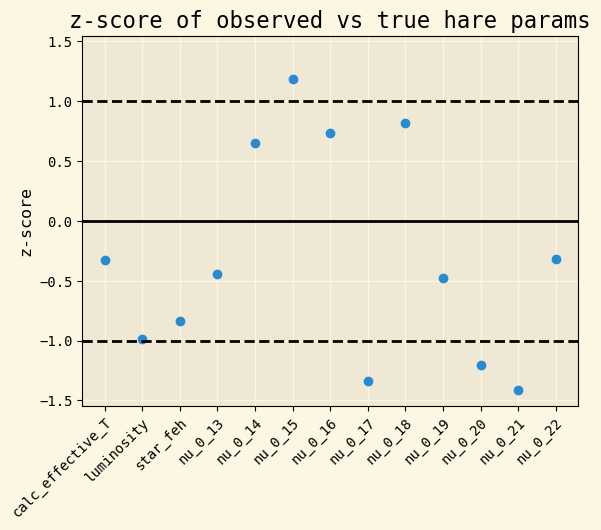 z-score of observed vs true hare params
z-score
1.5
1.0
0.5
0.0
−0.5
−1.0
−1.5
calc_effective_T
luminosity
star_feh
nu_0_13
nu_0_14
nu_0_15
nu_0_16
nu_0_17
nu_0_18
nu_0_19
nu_0_20
nu_0_21
nu_0_22